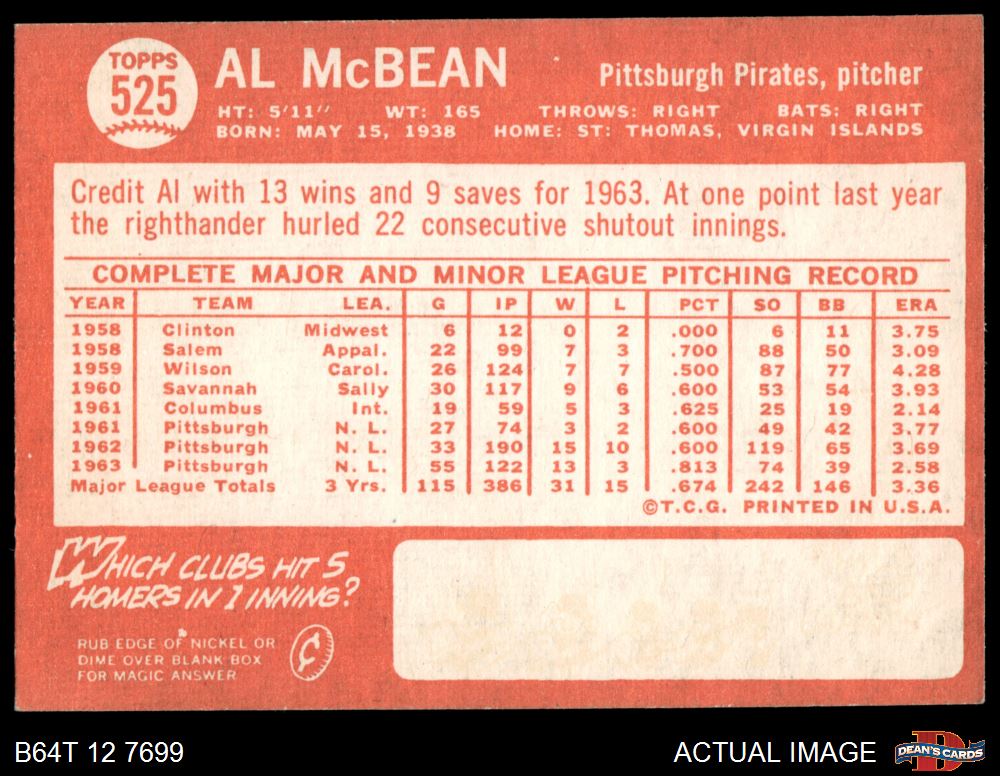 TOPPS
525
AL McBEAN
Pittsburgh Pirates, pitcher
HT: 5'11" WT: 165 THROWS: RIGHT BATS: RIGHT
BORN: MAY 15, 1938 HOME: ST: THOMAS, VIRGIN ISLANDS
Credit Al with 13 wins and 9 saves for 1963. At one point last year
the righthander hurled 22 consecutive shutout innings.
COMPLETE MAJOR AND MINOR LEAGUE PITCHING RECORD
YEAR TEAM LEA. G IP W L PCT SO BB ERA
1958 Clinton Midwest 6 12 0 2 .000 6 11 3.75
1958 Salem Appal. 22 99 7 3 .700 88 50 3.09
1959 Wilson Carol. 26 124 7 7 .500 87 77 4.28
1960 Savannah Sally 30 117 9 6 .600 53 54 3.93
1961 Columbus Int. 19 59 5 3 .625 25 19 2.14
1961 Pittsburgh N. L. 27 74 3 2 .600 49 42 3.77
1962 Pittsburgh N. L. 33 190 15 10 .600 119 65 3.69
1963 Pittsburgh N. L. 55 122 13 3 .813 74 39 2.58
Major League Totals 3 Yrs. 115 386 31 15 .674 242 146 3.36
©T.C.G. PRINTED IN U.S.A.
WHICH CLUBS HIT 5
HOMERS IN 1 INNING?
RUB EDGE OF NICKEL OR
DIME OVER BLANK BOX
FOR MAGIC ANSWER
¢
B64T 12 7699
ACTUAL IMAGE
D
DEAN'S CARDS